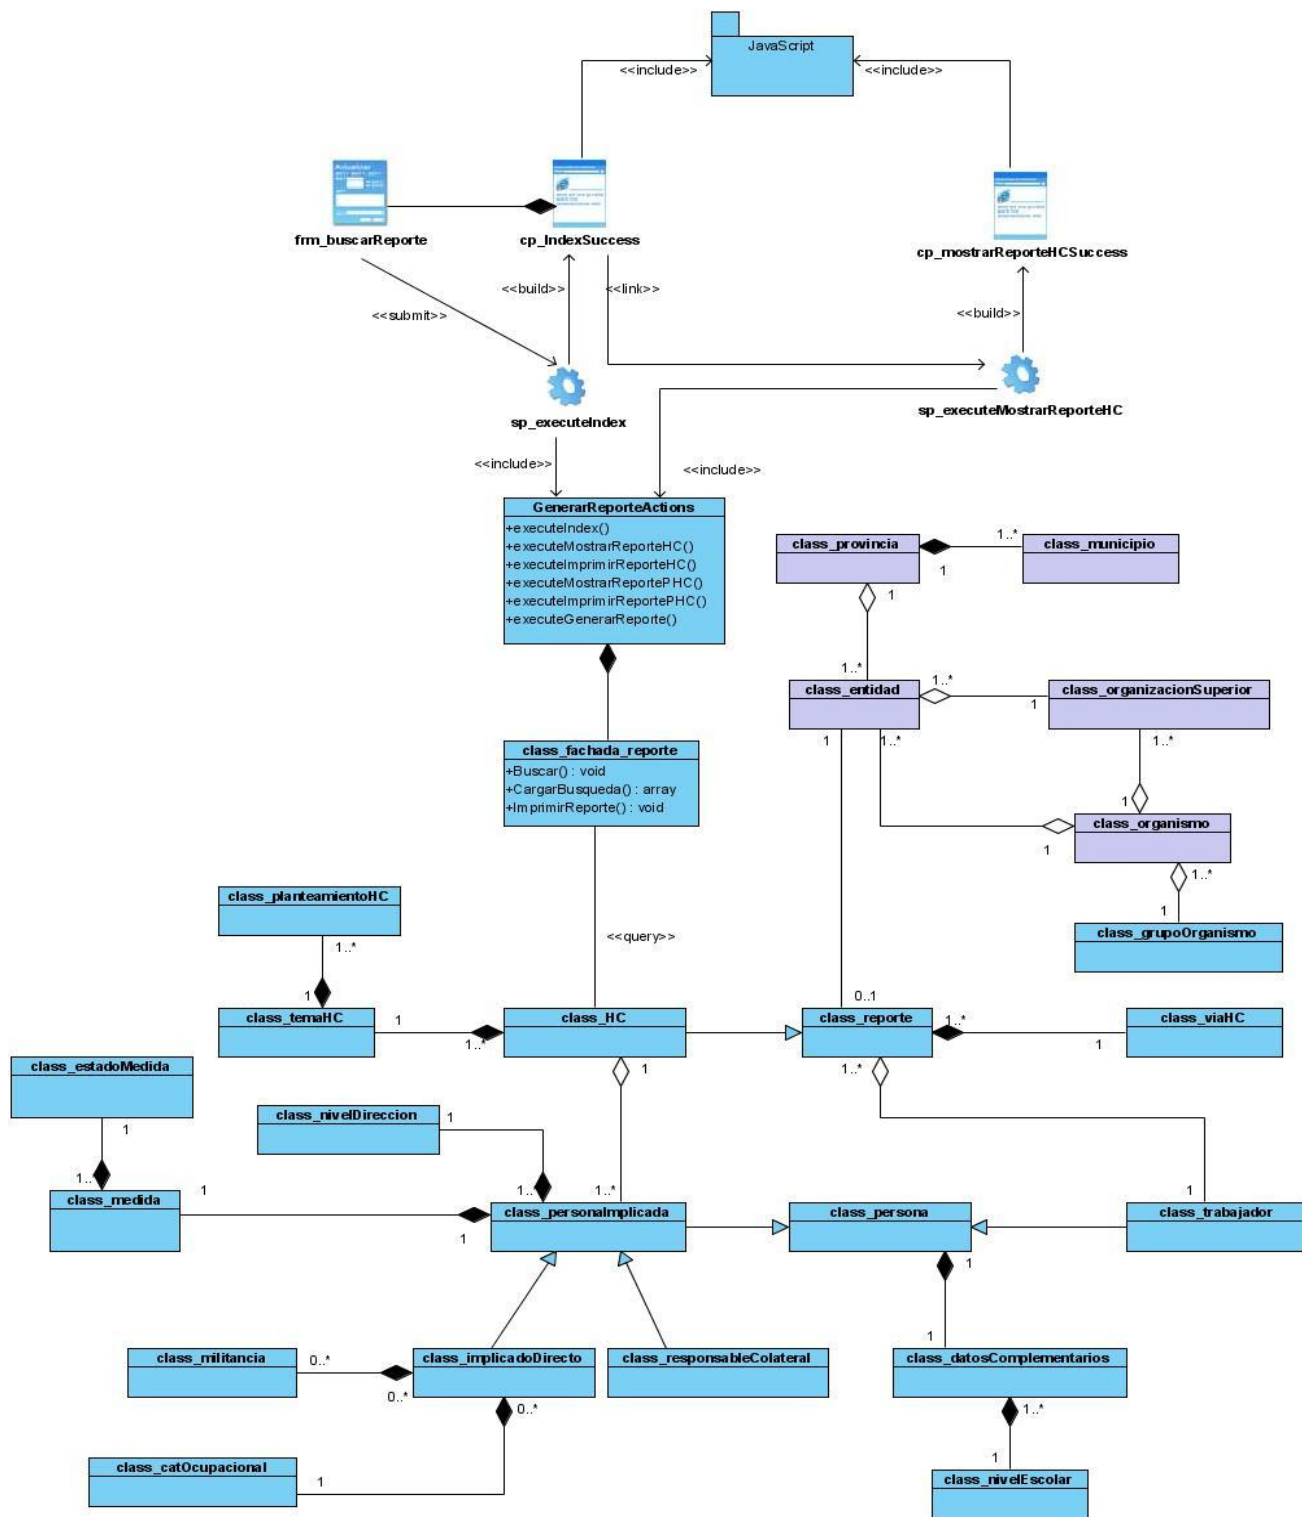 JavaScript
<<include>>
<<include>>
frm_buscarReporte
cp_IndexSuccess
cp_mostrarReporteHCSuccess
<<build>>
<<link>>
<<submit>>
<<build>>
sp_executeIndex
sp_executeMostrarReporteHC
<<include>>
<<include>>
GenerarReporteActions
+executeIndex()
+executeMostrarReporteHC()
+executeImprimirReporteHC()
+executeMostrarReportePHC()
+executeImprimirReportePHC()
+executeGenerarReporte()
class_provincia
1..*
1
class_municipio
1
1..*
class_entidad
1..*
1
class_organizacionSuperior
1
1..*
1..*
class_fachada_reporte
+Buscar() : void
+CargarBusqueda() : array
+ImprimirReporte() : void
1
class_organismo
1
1..*
1
class_grupoOrganismo
class_planteamientoHC
1..*
<<query>>
1
0..1
class_temaHC
1
1..*
class_HC
class_reporte
1..*
1
class_viaHC
1
1..*
class_estadoMedida
1
class_nivelDireccion
1
1..
class_medida
1
1..
1..*
1
class_personaImplicada
class_persona
1
class_trabajador
1
1
class_militancia
0..*
0..*
class_implicadoDirecto
class_responsableColateral
class_datosComplementarios
0..*
1..*
class_catOcupacional
1
1
class_nivelEscolar